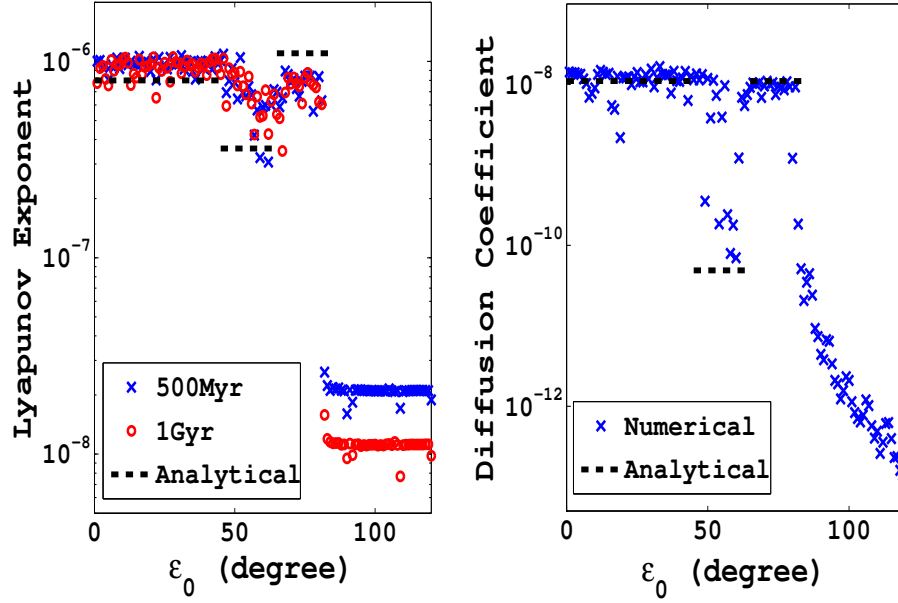 Lyapunov Exponent
10⁻⁶
10⁻⁷
10⁻⁸
500Myr
1Gyr
Analytical
0 50 100
ε₀ (degree)
Diffusion Coefficient
10⁻⁸
10⁻¹⁰
10⁻¹²
Numerical
Analytical
0 50 100
ε₀ (degree)